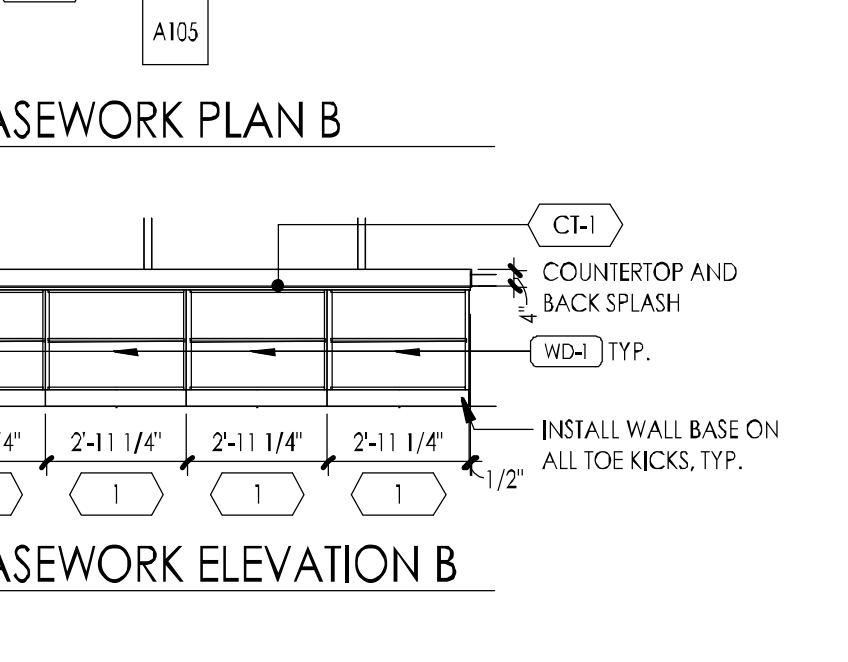 A105
ASEWORK PLAN B
CT-1
COUNTERTOP AND
BACK SPLASH
4"
WD-1 TYP.
INSTALL WALL BASE ON
ALL TOE KICKS, TYP.
/4" 2'-11 1/4" 2'-11 1/4" 2'-11 1/4"
1/2"
1 1 1
ASEWORK ELEVATION B